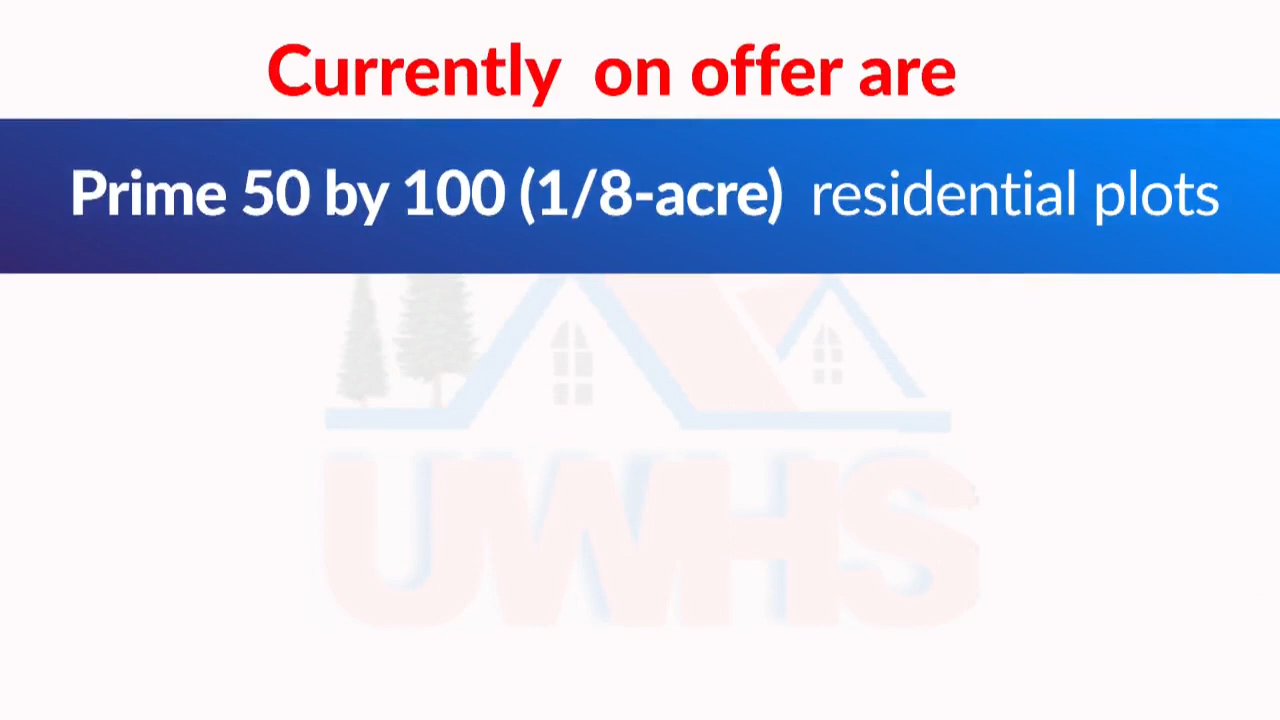 Currently on offer are
Prime 50 by 100 (1/8-acre) residential plots
UWHS